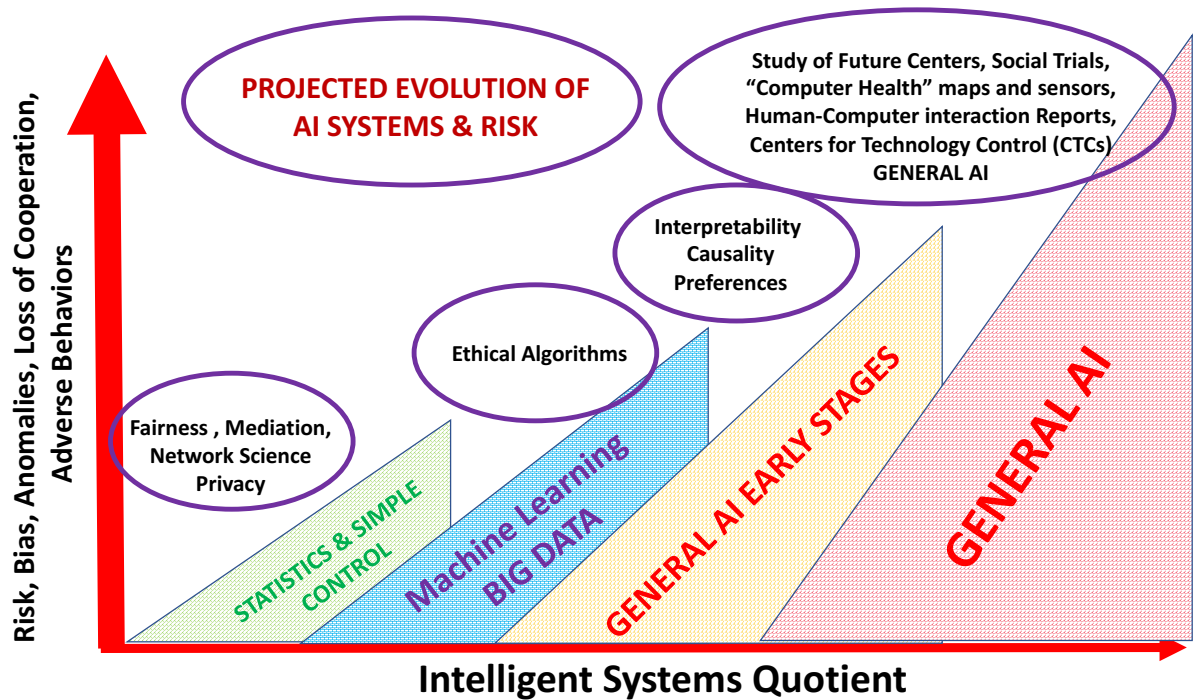 PROJECTED EVOLUTION OF
AI SYSTEMS & RISK
Study of Future Centers, Social Trials,
“Computer Health” maps and sensors,
Human-Computer interaction Reports,
Centers for Technology Control (CTCs)
GENERAL AI
Interpretability
Causality
Preferences
Ethical Algorithms
Fairness , Mediation,
Network Science
Privacy
Risk, Bias, Anomalies, Loss of Cooperation,
Adverse Behaviors
STATISTICS & SIMPLE
CONTROL
Machine Learning
BIG DATA
GENERAL AI EARLY STAGES
GENERAL AI
Intelligent Systems Quotient